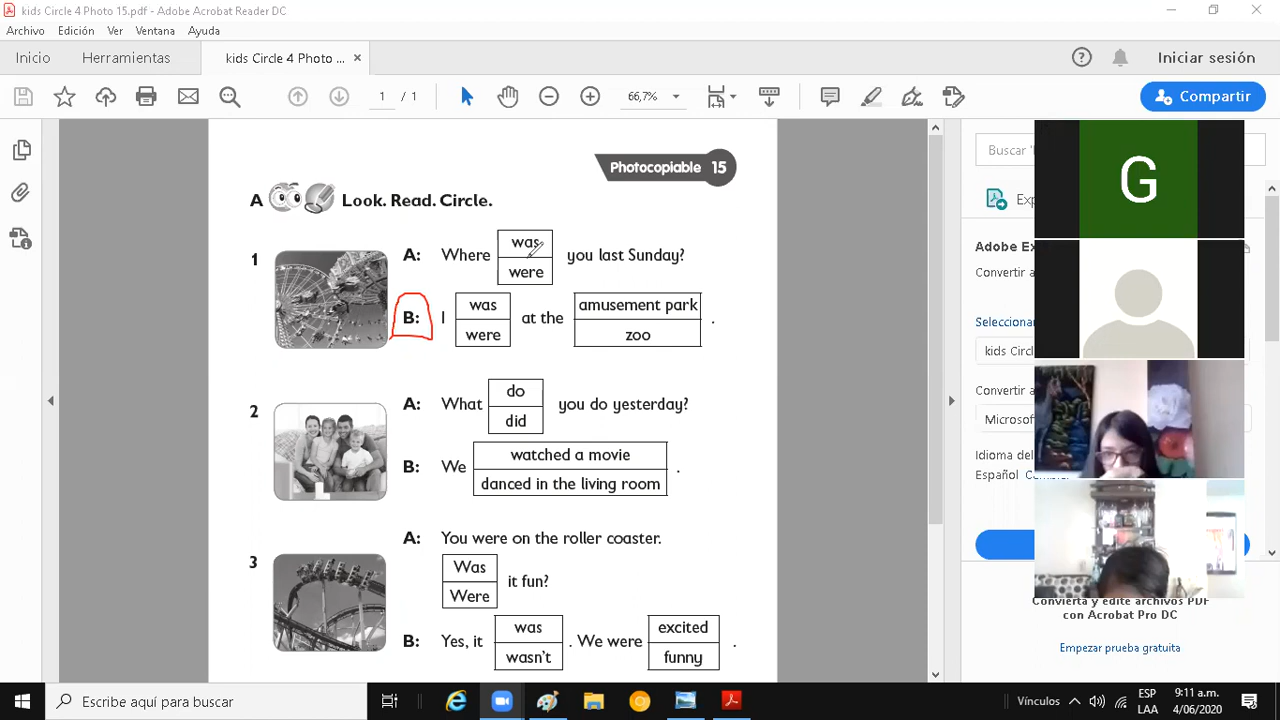 kids Circle 4 Photo 15.pdf - Adobe Acrobat Reader DC
Archivo Edición Ver Ventana Ayuda
Inicio Herramientas kids Circle 4 Photo ... × Iniciar sesión
1 / 1 66,7% Compartir
Photocopiable 15
Buscar '
G
A Look. Read. Circle.
Exp
1 A: Where was you last Sunday?
were
Adobe Ex
Convertir a
B: I was at the amusement park .
were zoo
Seleccionar
kids Circl
2 A: What do you do yesterday?
did
Convertir a
Microsof
B: We watched a movie .
danced in the living room
Idioma del
Español Cambiar
3 A: You were on the roller coaster.
Was it fun?
Were
B: Yes, it was . We were excited .
wasn't funny
Convierta y edite archivos PDF
con Acrobat Pro DC
Empezar prueba gratuita
Escribe aquí para buscar
Vínculos ESP 9:11 a.m.
LAA 4/06/2020